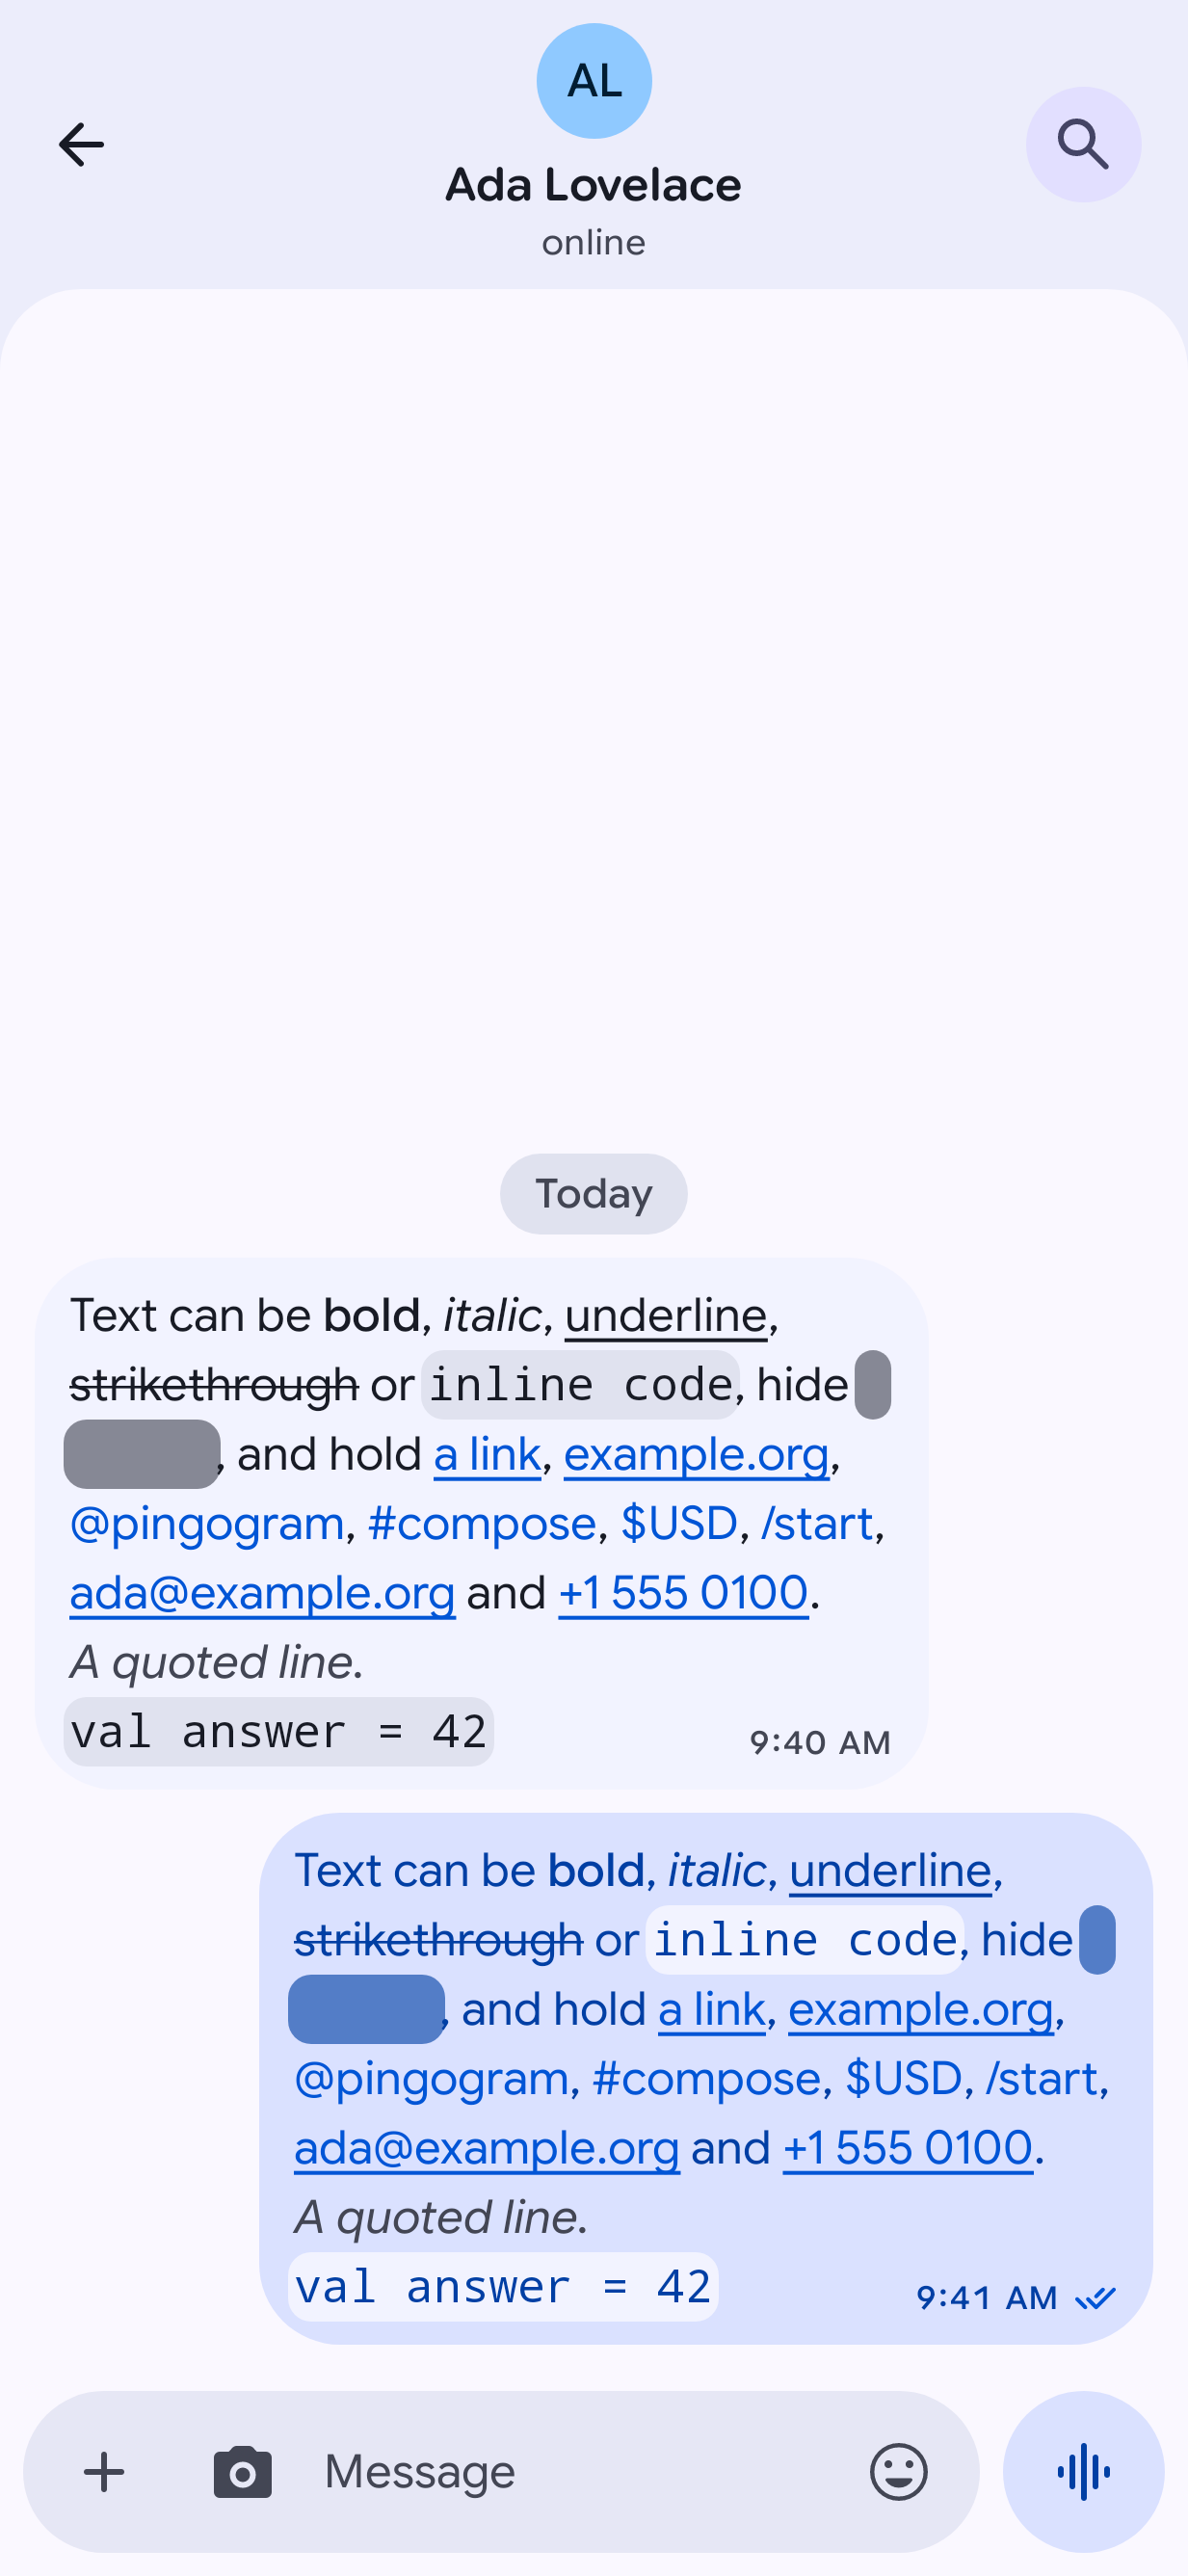 AL
Ada Lovelace
online
Today
Text can be bold, italic, underline,
strikethrough or inline code, hide
, and hold a link, example.org,
@pingogram, #compose, $USD, /start,
ada@example.org and +1 555 0100.
A quoted line.
val answer = 42
9:40 AM
Text can be bold, italic, underline,
strikethrough or inline code, hide
, and hold a link, example.org,
@pingogram, #compose, $USD, /start,
ada@example.org and +1 555 0100.
A quoted line.
val answer = 42
9:41 AM
Message